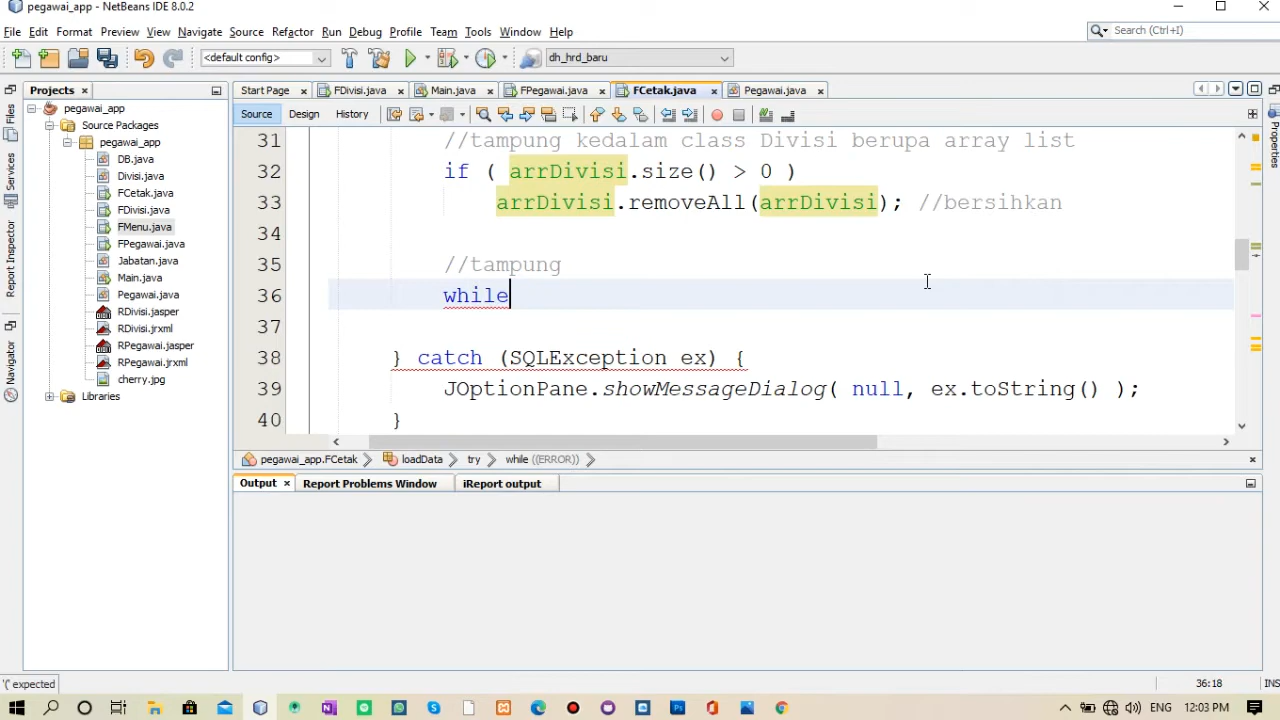 pegawai_app - NetBeans IDE 8.0.2
File Edit Format Preview View Navigate Source Refactor Run Debug Profile Team Tools Window Help
Search (Ctrl+I)
<default config>
dh_hrd_baru
Projects
Start Page
FDivisi.java
Main.java
FPegawai.java
FCetak.java
Pegawai.java
Files
Services
Report Inspector
Navigator
Properties
pegawai_app
Source Packages
pegawai_app
DB.java
Divisi.java
FCetak.java
FDivisi.java
FMenu.java
FPegawai.java
Jabatan.java
Main.java
Pegawai.java
RDivisi.jasper
RDivisi.jrxml
RPegawai.jasper
RPegawai.jrxml
cherry.jpg
Libraries
Source Design History
31 //tampung kedalam class Divisi berupa array list
32 if ( arrDivisi.size() > 0 )
33 arrDivisi.removeAll(arrDivisi); //bersihkan
34
35 //tampung
36 while
37
38 } catch (SQLException ex) {
39 JOptionPane.showMessageDialog( null, ex.toString() );
40 }
pegawai_app.FCetak loadData try while ((ERROR))
Output Report Problems Window iReport output
'(' expected
36:18 INS
ENG 12:03 PM